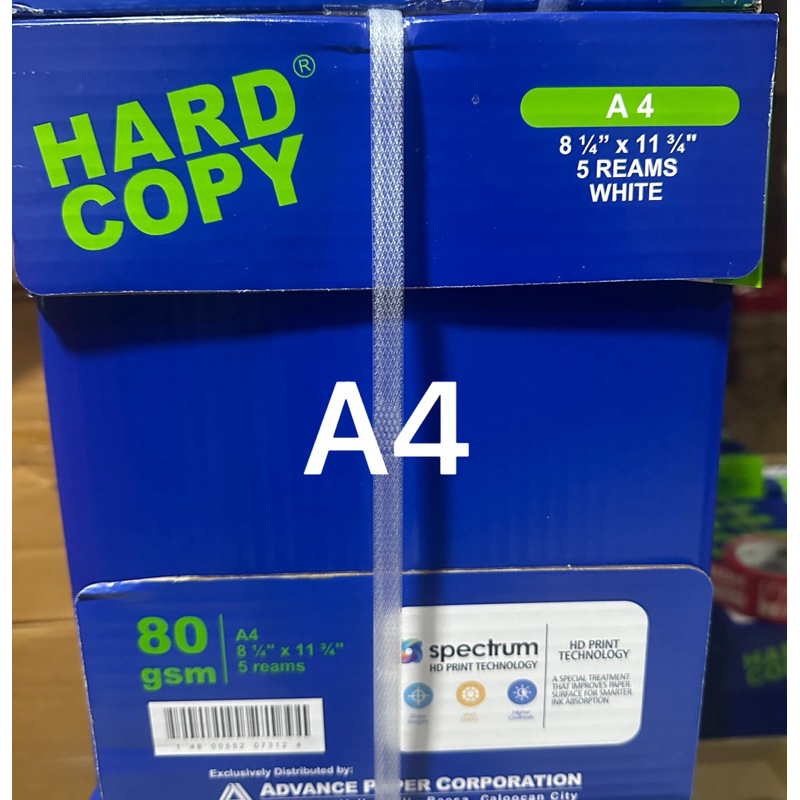 HARD
COPY®
A 4
8 ¼” x 11 ¾"
5 REAMS
WHITE
A4
80
gsm
A4
8 ¼” x 11 ¾”
5 reams
spectrum
HD PRINT TECHNOLOGY
HD PRINT
TECHNOLOGY
A SPECIAL TREATMENT
THAT IMPROVES PAPER
SURFACE FOR SMARTER
INK ABSORPTION.
Exclusively Distributed by:
ADVANCE PAPER CORPORATION
Caloocan City